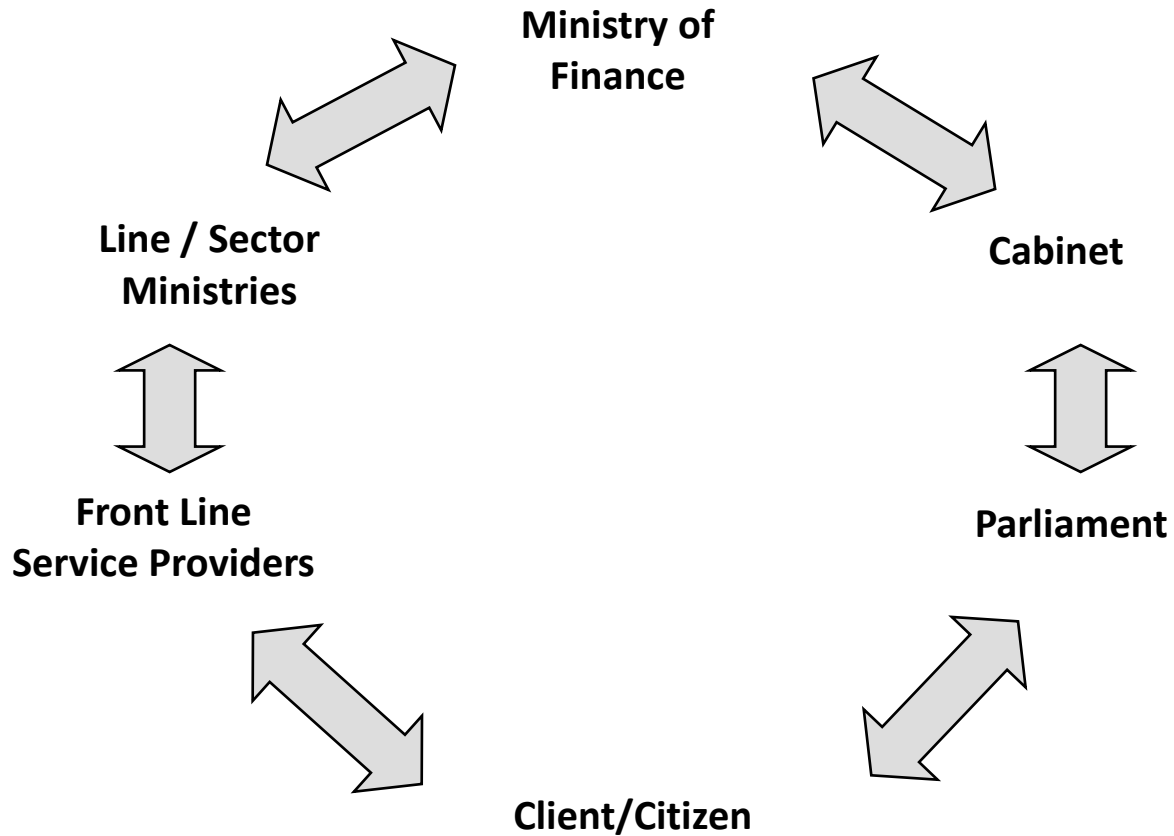 Ministry of
Finance
Line / Sector
Ministries
Cabinet
Front Line
Service Providers
Parliament
Client/Citizen